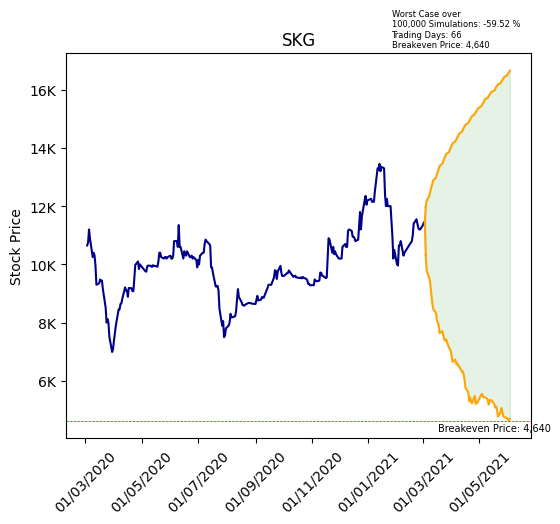 Worst Case over
100,000 Simulations: -59.52 %
Trading Days: 66
Breakeven Price: 4,640
SKG
Stock Price
16K
14K
12K
10K
8K
6K
Breakeven Price: 4,640
01/03/2020
01/05/2020
01/07/2020
01/09/2020
01/11/2020
01/01/2021
01/03/2021
01/05/2021